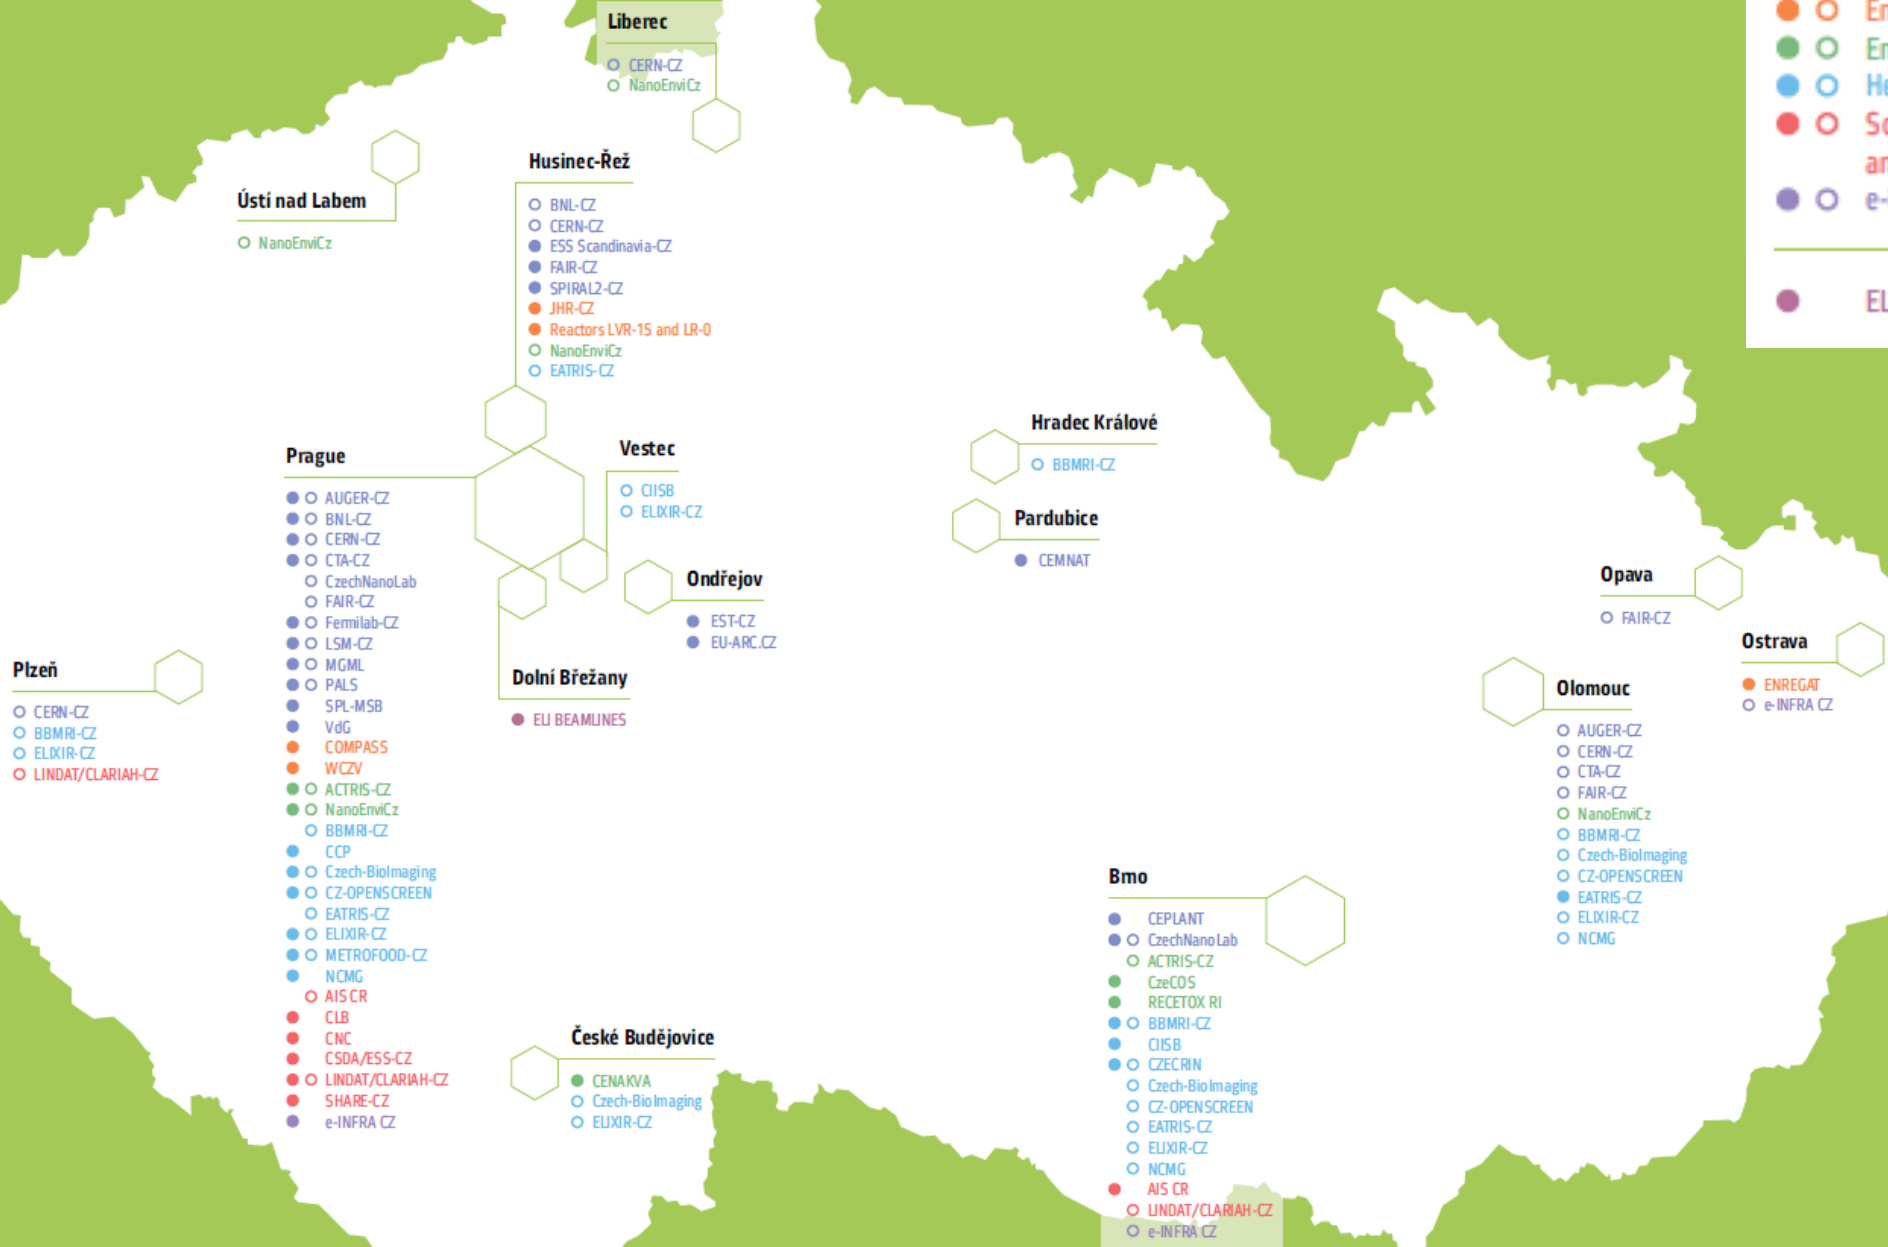 Liberec
CERN-CZ
NanoEnviCz
Husinec-Řež
BNL-CZ
CERN-CZ
ESS Scandinavia-CZ
FAIR-CZ
SPIRAL2-CZ
JHR-CZ
Reactors LVR-15 and LR-0
NanoEnviCz
EATRIS-CZ
Ústí nad Labem
NanoEnviCz
Prague
AUGER-CZ
BNL-CZ
CERN-CZ
CTA-CZ
CzechNanoLab
FAIR-CZ
Fermilab-CZ
LSM-CZ
MGML
PALS
SPL-MSB
VdG
COMPASS
WCZV
ACTRIS-CZ
NanoEnviCz
BBMRI-CZ
CCP
Czech-BioImaging
CZ-OPENSCREEN
EATRIS-CZ
ELIXIR-CZ
METROFOOD-CZ
NCMG
AIS CR
CLB
CNC
CSDA/ESS-CZ
LINDAT/CLARIAH-CZ
SHARE-CZ
e-INFRA CZ
Vestec
CIISB
ELIXIR-CZ
Ondřejov
EST-CZ
EU-ARC.CZ
Dolní Břežany
ELI BEAMLINES
Plzeň
CERN-CZ
BBMRI-CZ
ELIXIR-CZ
LINDAT/CLARIAH-CZ
Hradec Králové
BBMRI-CZ
Pardubice
CEMNAT
Opava
FAIR-CZ
Ostrava
ENREGAT
e-INFRA CZ
Olomouc
AUGER-CZ
CERN-CZ
CTA-CZ
FAIR-CZ
NanoEnviCz
BBMRI-CZ
Czech-BioImaging
CZ-OPENSCREEN
EATRIS-CZ
ELIXIR-CZ
NCMG
Brno
CEPLANT
CzechNanoLab
ACTRIS-CZ
CzeCOS
RECETOX RI
BBMRI-CZ
CIISB
CZECRIN
Czech-BioImaging
CZ-OPENSCREEN
EATRIS-CZ
ELIXIR-CZ
NCMG
AIS CR
LINDAT/CLARIAH-CZ
e-INFRA CZ
České Budějovice
CENAKVA
Czech-BioImaging
ELIXIR-CZ